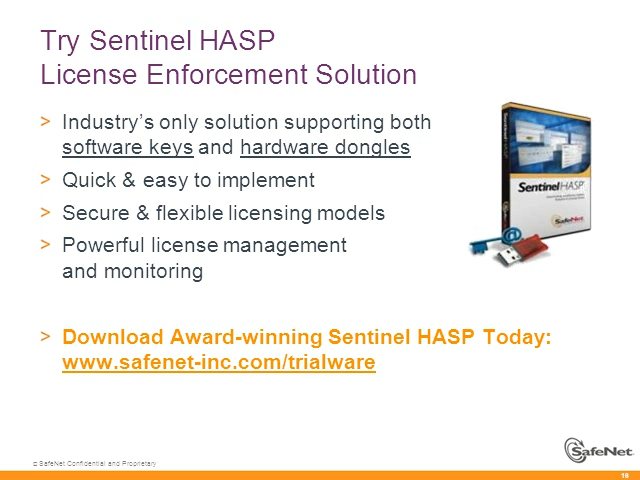 Try Sentinel HASP
License Enforcement Solution
> Industry's only solution supporting both
software keys and hardware dongles
> Quick & easy to implement
> Secure & flexible licensing models
> Powerful license management
and monitoring
> Download Award-winning Sentinel HASP Today:
www.safenet-inc.com/trialware
Sentinel HASP
SentinelHASP
SafeNet
SafeNet Confidential and Proprietary
SafeNet